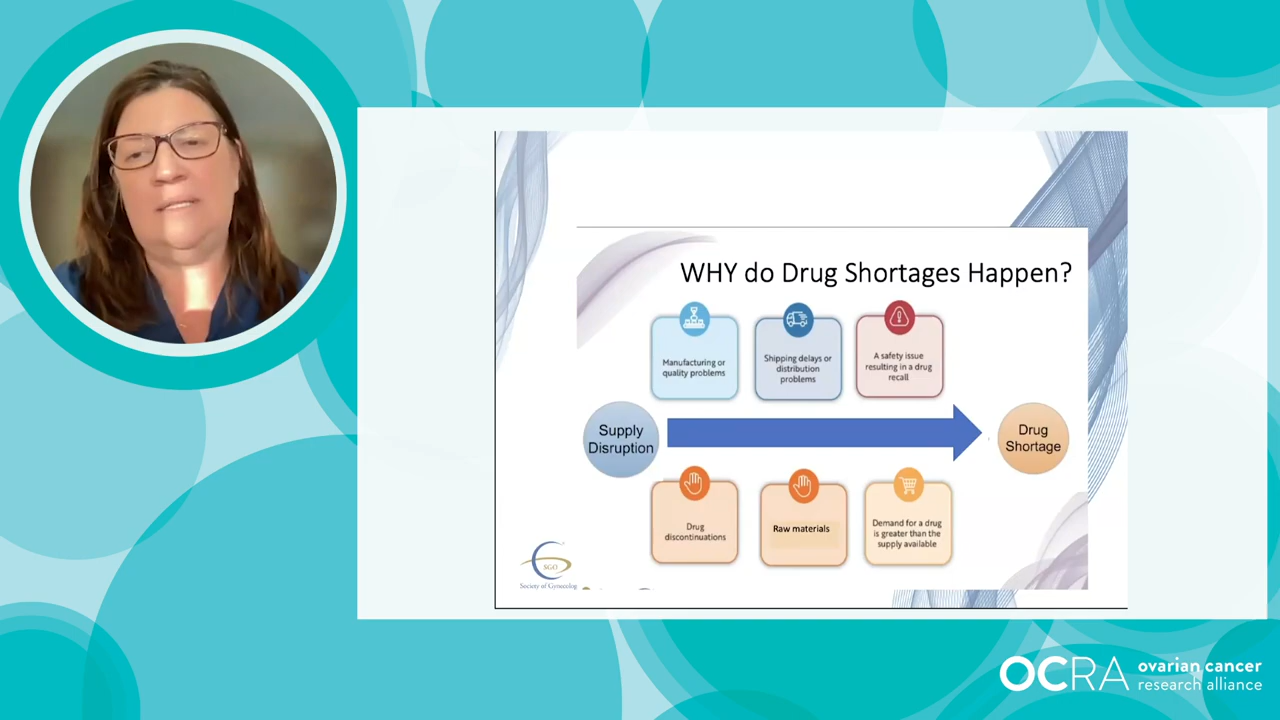 WHY do Drug Shortages Happen?
Manufacturing or
quality problems
Shipping delays or
distribution
problems
A safety issue
resulting in a drug
recall
Supply
Disruption
Drug
Shortage
Drug
discontinuations
Raw materials
Demand for a drug
is greater than the
supply available
SGO
Society of Gynecolog
OCRA
ovarian cancer
research alliance